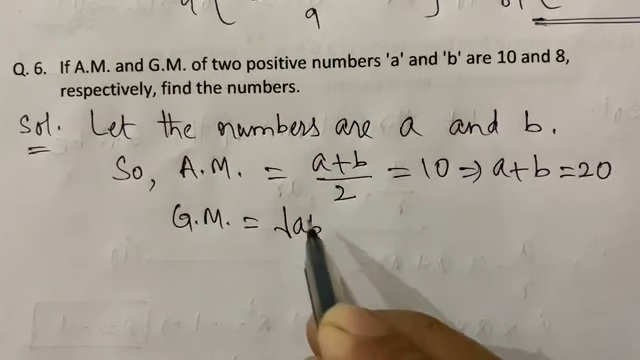 Q. 6. If A.M. and G.M. of two positive numbers 'a' and 'b' are 10 and 8,
respectively, find the numbers.
Sol. Let the numbers are a and b.
So, A.M. = a+b/2 = 10 ⇒ a+b = 20
G.M. = √ab